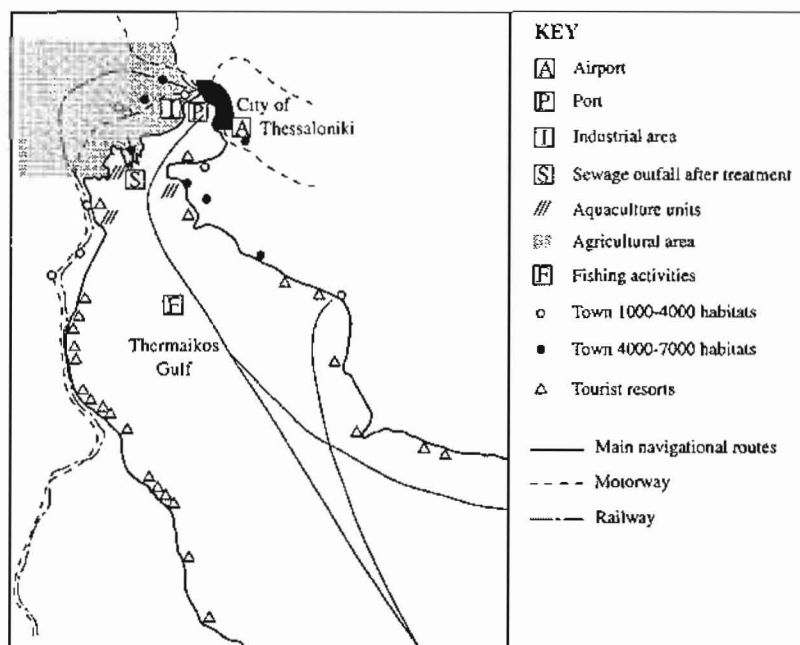 City of
Thessaloniki
I
P
A
S
F
Thermaikos
Gulf
KEY
A Airport
P Port
I Industrial area
S Sewage outfall after treatment
Aquaculture units
Agricultural area
F Fishing activities
Town 1000-4000 habitats
Town 4000-7000 habitats
Tourist resorts
Main navigational routes
Motorway
Railway